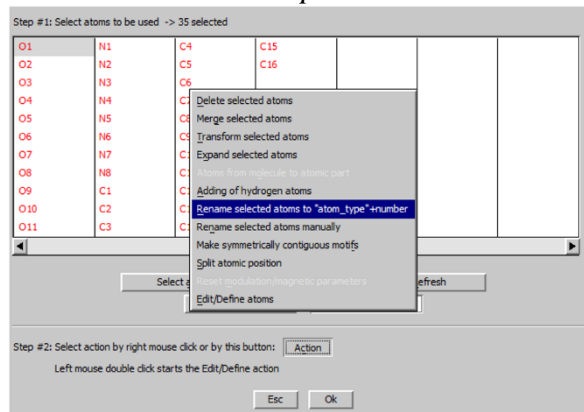 Step #1: Select atoms to be used -> 35 selected
O1 N1 C4 C15
O2 N2 C5 C16
O3 N3 C6
O4 N4
O5 N5
O6 N6
O7 N7
O8 N8
O9 C1
O10 C2
O11 C3
Delete selected atoms
Merge selected atoms
Transform selected atoms
Expand selected atoms
Atoms from molecule to atomic part
Adding of hydrogen atoms
Rename selected atoms to "atom_type"+number
Rename selected atoms manually
Make symmetrically contiguous motifs
Split atomic position
Reset modulation/magnetic parameters
Edit/Define atoms
Select
efresh
Step #2: Select action by right mouse click or by this button: Action
Left mouse double click starts the Edit/Define action
Esc Ok